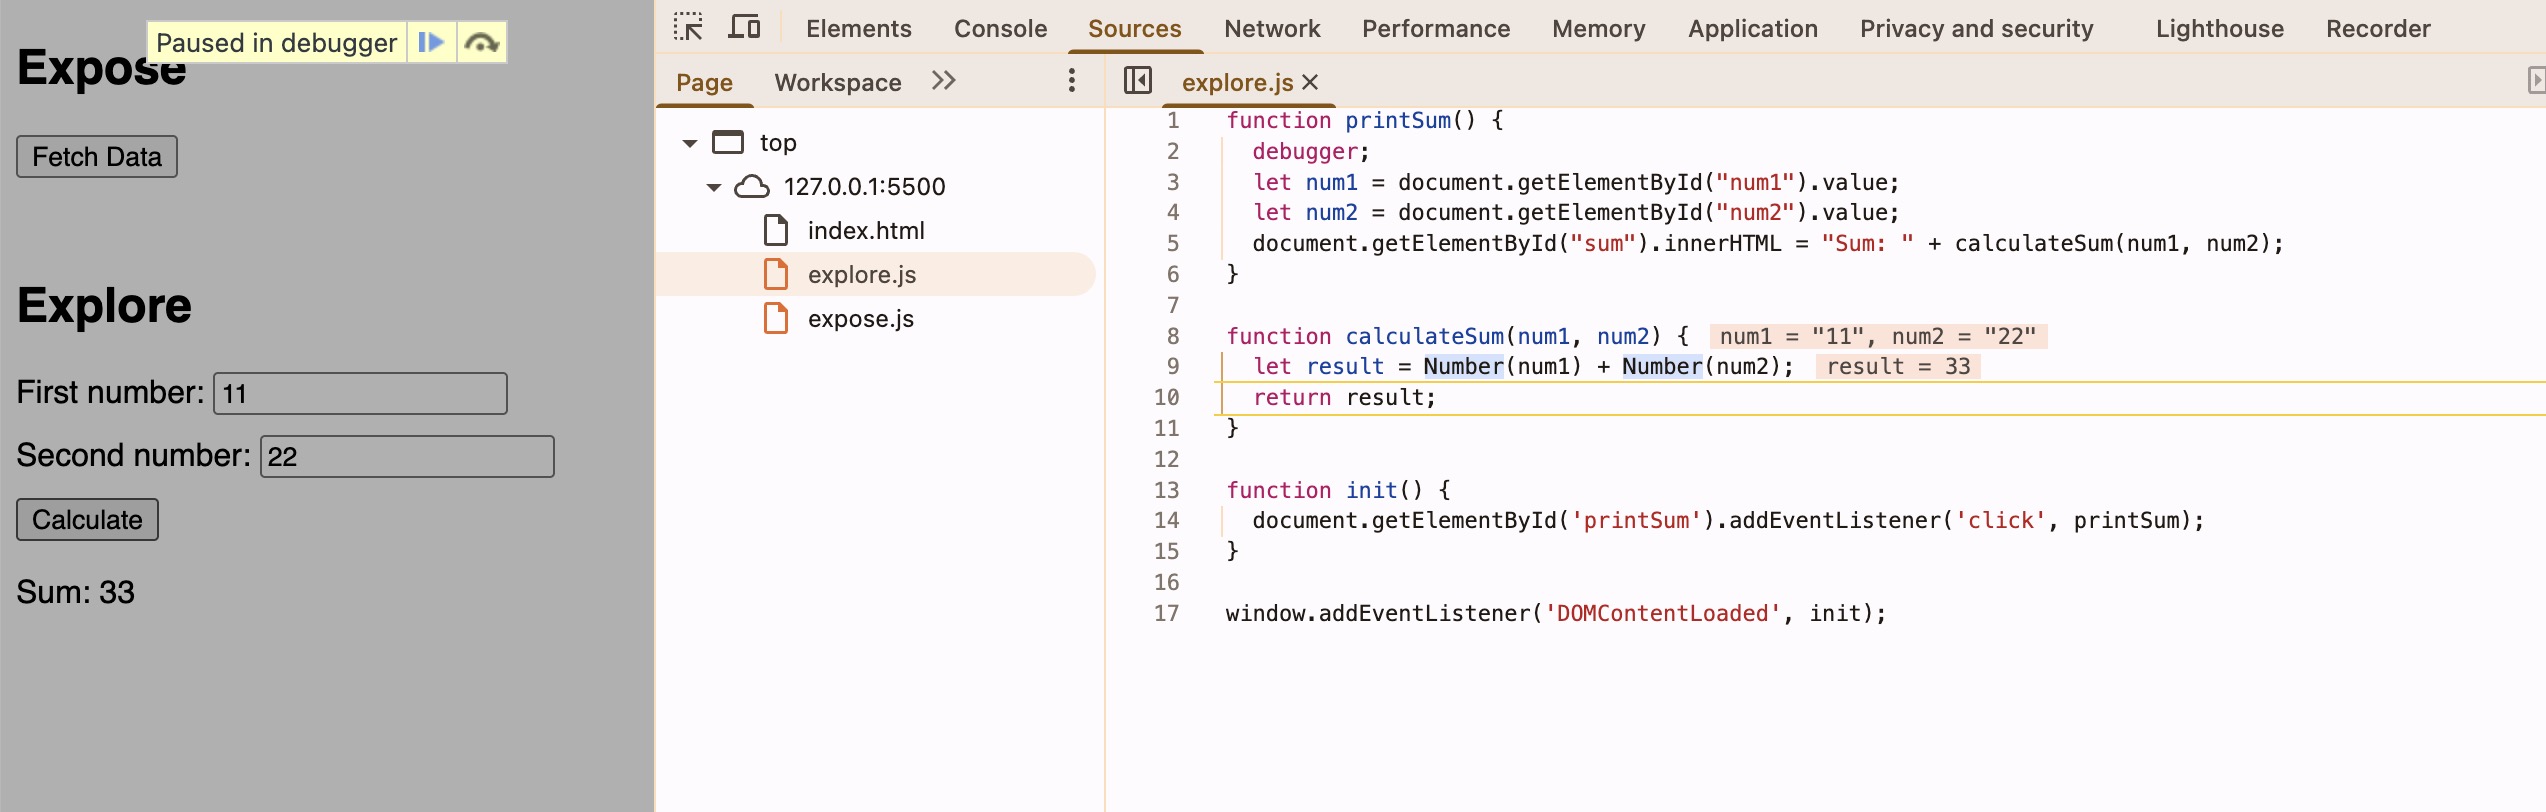 Paused in debugger
Expose
Fetch Data
Explore
First number: 11
Second number: 22
Calculate
Sum: 33
Elements Console Sources Network Performance Memory Application Privacy and security Lighthouse Recorder
Page Workspace
top
127.0.0.1:5500
index.html
explore.js
expose.js
explore.js
1 function printSum() {
2 debugger;
3 let num1 = document.getElementById("num1").value;
4 let num2 = document.getElementById("num2").value;
5 document.getElementById("sum").innerHTML = "Sum: " + calculateSum(num1, num2);
6 }
7
8 function calculateSum(num1, num2) { num1 = "11", num2 = "22"
9 let result = Number(num1) + Number(num2); result = 33
10 return result;
11 }
12
13 function init() {
14 document.getElementById('printSum').addEventListener('click', printSum);
15 }
16
17 window.addEventListener('DOMContentLoaded', init);